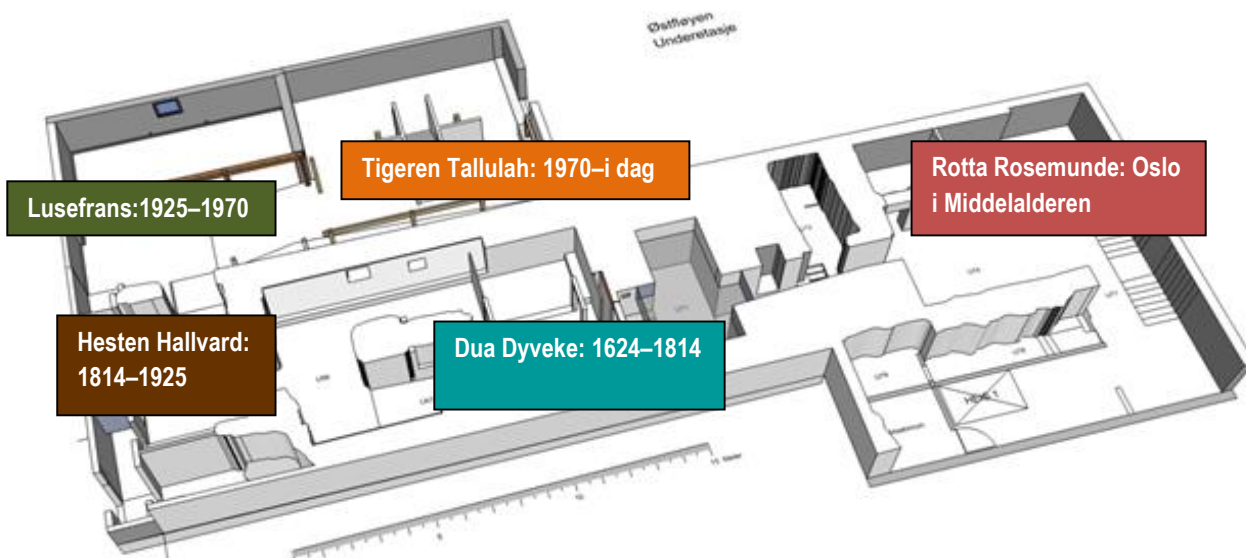 Østfløyen
Underetasje
Tigeren Tallulah: 1970–i dag
Rotta Rosemunde: Oslo
i Middelalderen
Lusefrans:1925–1970
Hesten Hallvard:
1814–1925
Dua Dyveke: 1624–1814